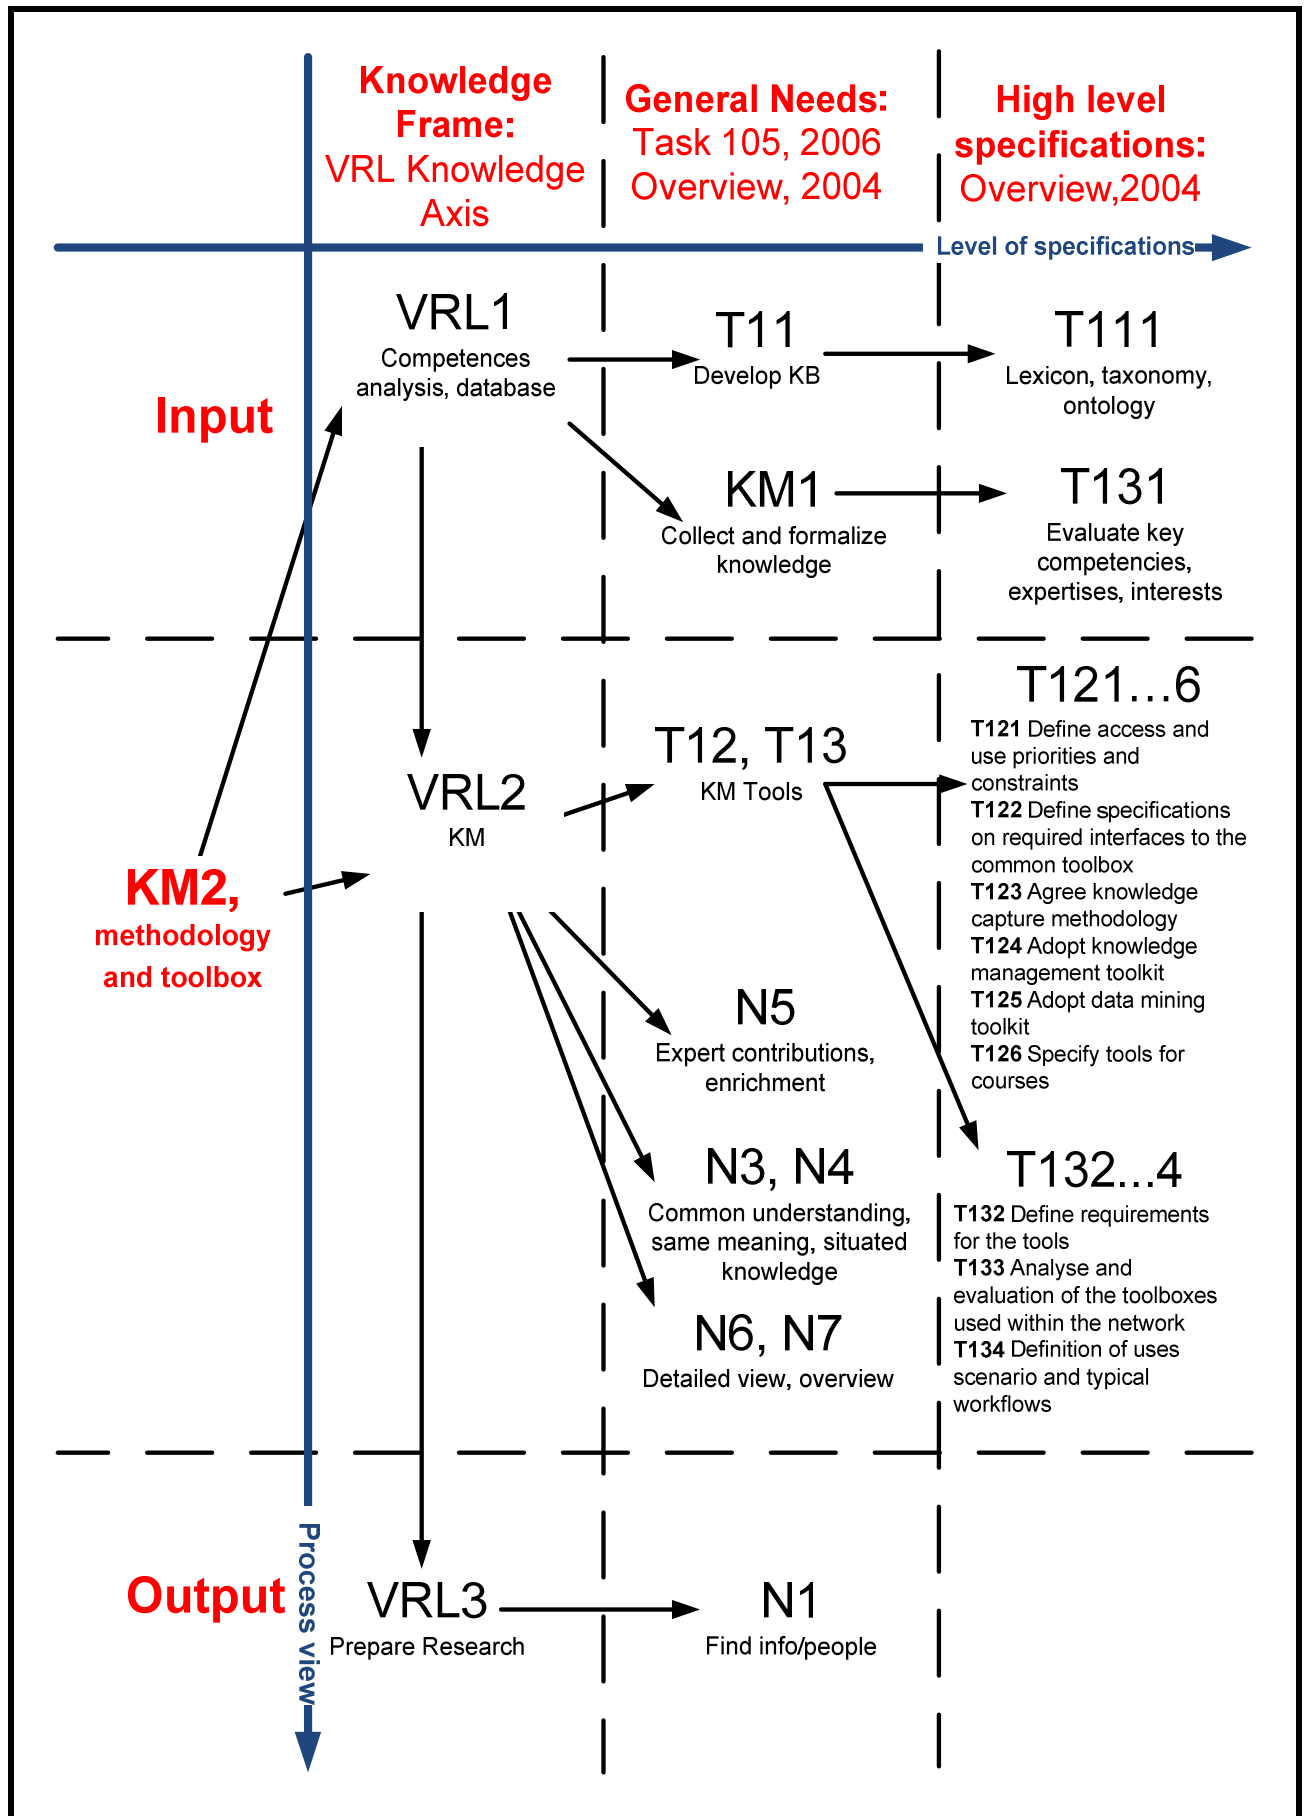 Knowledge
Frame:
VRL Knowledge
Axis
General Needs:
Task 105, 2006
Overview, 2004
High level
specifications:
Overview,2004
Level of specifications
Input
VRL1
Competences
analysis, database
T11
Develop KB
T111
Lexicon, taxonomy,
ontology
KM1
Collect and formalize
knowledge
T131
Evaluate key
competencies,
expertises, interests
KM2,
methodology
and toolbox
VRL2
KM
T12, T13
KM Tools
T121...6
T121 Define access and
use priorities and
constraints
T122 Define specifications
on required interfaces to the
common toolbox
T123 Agree knowledge
capture methodology
T124 Adopt knowledge
management toolkit
T125 Adopt data mining
toolkit
T126 Specify tools for
courses
N5
Expert contributions,
enrichment
N3, N4
Common understanding,
same meaning, situated
knowledge
N6, N7
Detailed view, overview
T132...4
T132 Define requirements
for the tools
T133 Analyse and
evaluation of the toolboxes
used within the network
T134 Definition of uses
scenario and typical
workflows
Output
Process view
VRL3
Prepare Research
N1
Find info/people